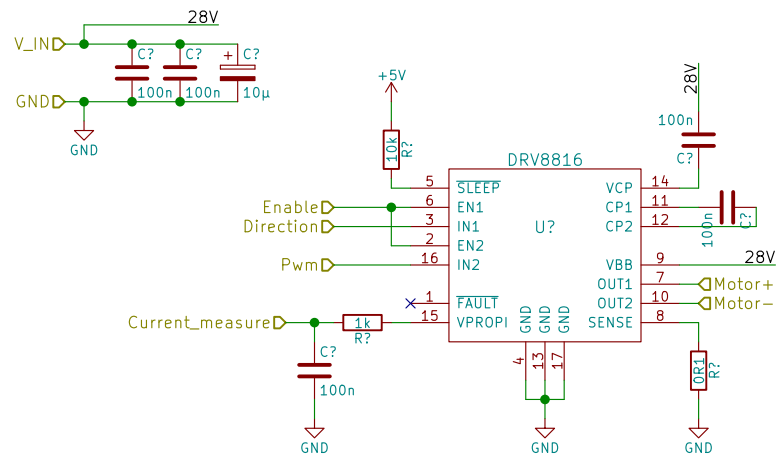 28V
V_IN
C?
C?
C?
100n
100n
10µ
GND
GND
+5V
10k
R?
28V
100n
C?
DRV8816
5
SLEEP
VCP
14
Enable
6
EN1
CP1
11
100n
C?
Direction
3
IN1
U?
CP2
12
2
EN2
Pwm
16
IN2
VBB
9
28V
OUT1
7
Motor+
1
FAULT
OUT2
10
Motor-
Current_measure
1k
R?
15
VPROPI
SENSE
8
GND
GND
GND
4
13
17
C?
100n
0R1
R?
GND
GND
GND